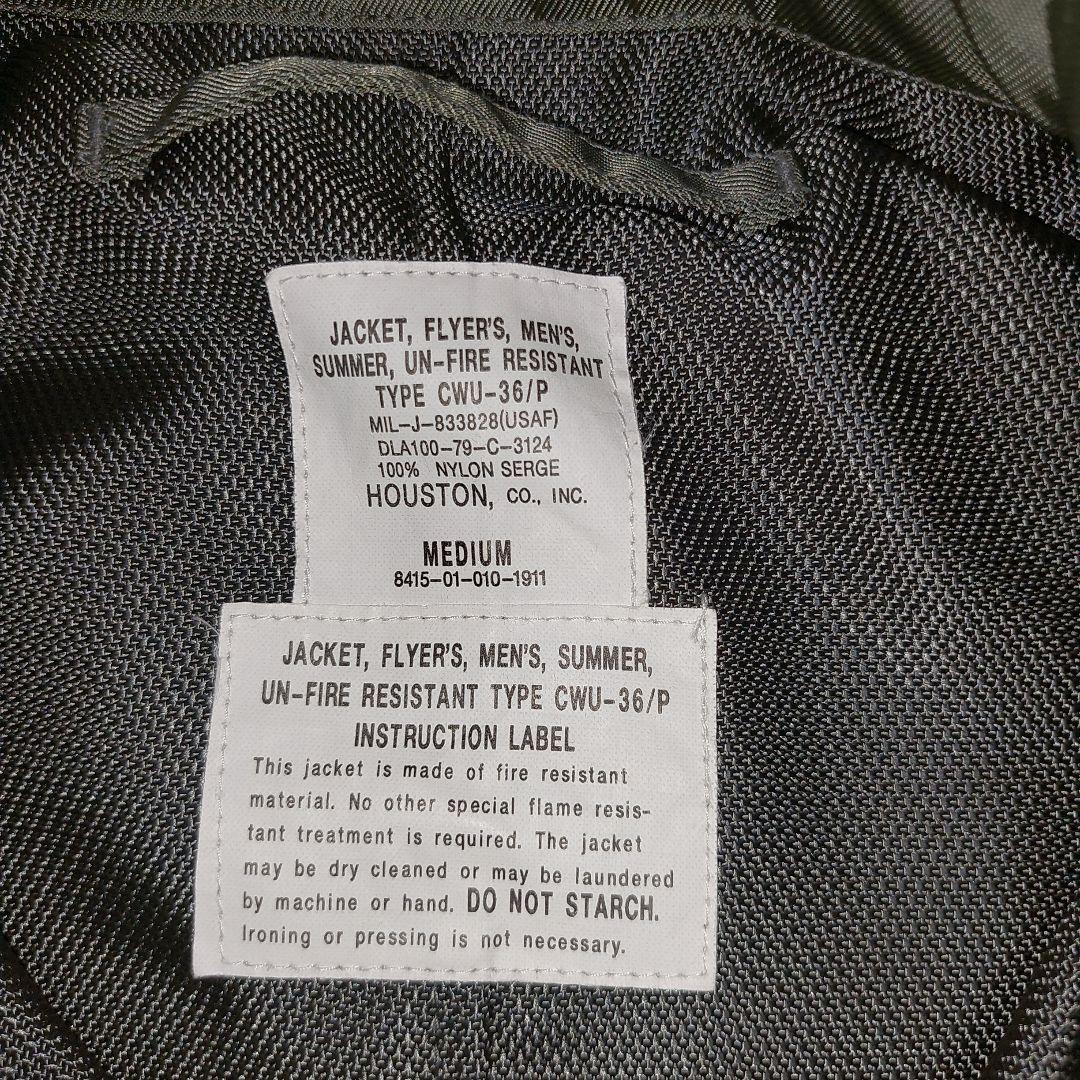 JACKET, FLYER'S, MEN'S,
SUMMER, UN-FIRE RESISTANT
TYPE CWU-36/P
MIL-J-833828(USAF)
DLA100-79-C-3124
100% NYLON SERGE
HOUSTON, CO., INC.
MEDIUM
8415-01-010-1911
JACKET, FLYER'S, MEN'S, SUMMER,
UN-FIRE RESISTANT TYPE CWU-36/P
INSTRUCTION LABEL
This jacket is made of fire resistant
material. No other special flame resis-
tant treatment is required. The jacket
may be dry cleaned or may be laundered
by machine or hand. DO NOT STARCH.
Ironing or pressing is not necessary.